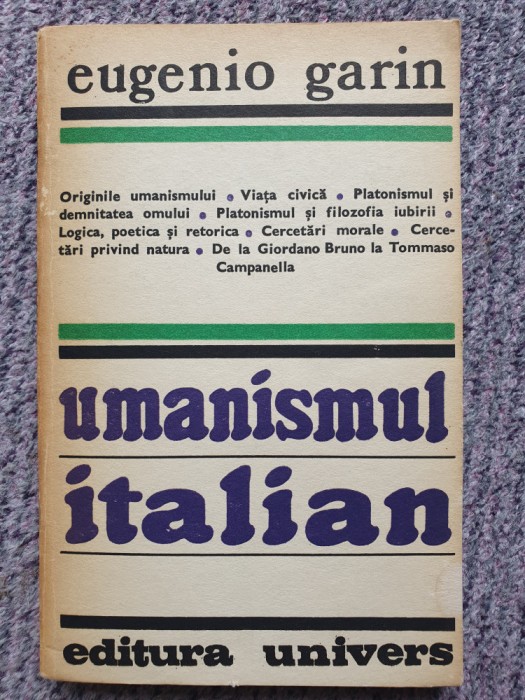 eugenio garin
Originile umanismului • Viața civică • Platonismul și
demnitatea omului • Platonismul și filozofia iubirii •
Logica, poetica și retorica • Cercetări morale • Cerce-
tări privind natura • De la Giordano Bruno la Tommaso
Campanella
umanismul
italian
editura univers